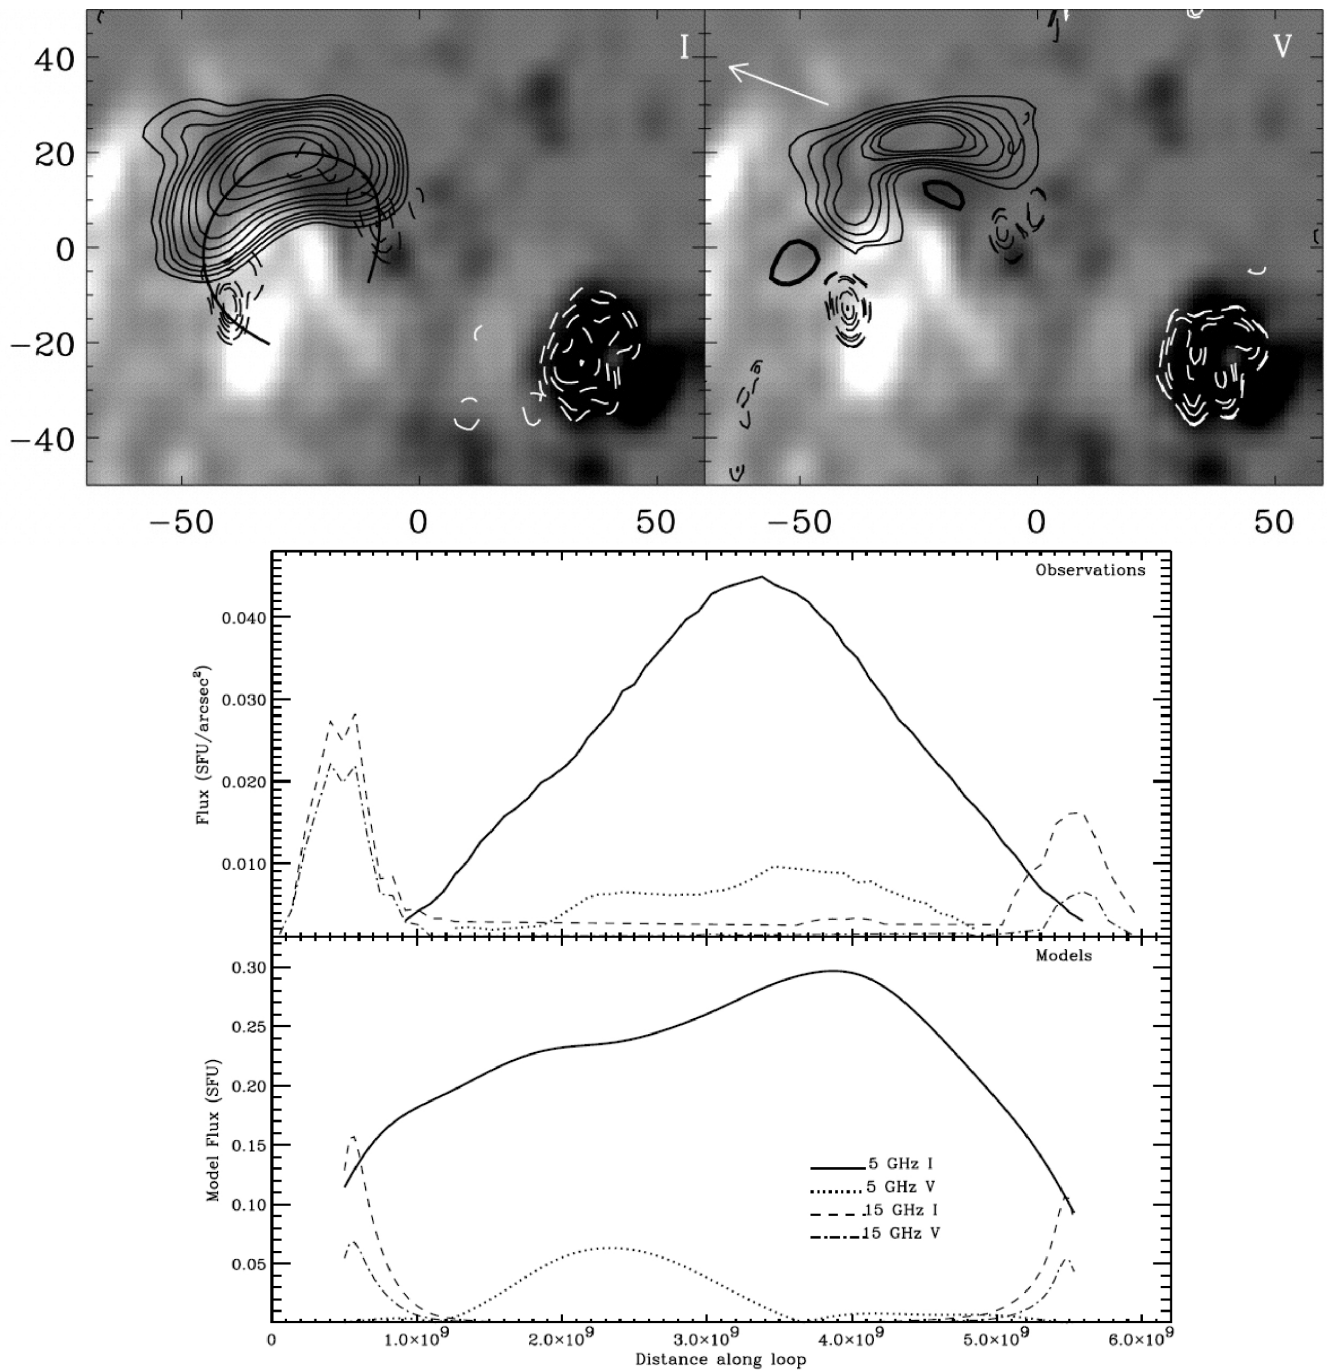 I
V
40
20
0
−20
−40
−50
0
50
−50
0
50
Observations
0.040
0.030
0.020
0.010
Flux (SFU/arcsec²)
Models
0.30
0.25
0.20
0.15
0.10
0.05
Model Flux (SFU)
5 GHz I
5 GHz V
15 GHz I
15 GHz V
0
1.0×10⁹
2.0×10⁹
3.0×10⁹
4.0×10⁹
5.0×10⁹
6.0×10⁹
Distance along loop